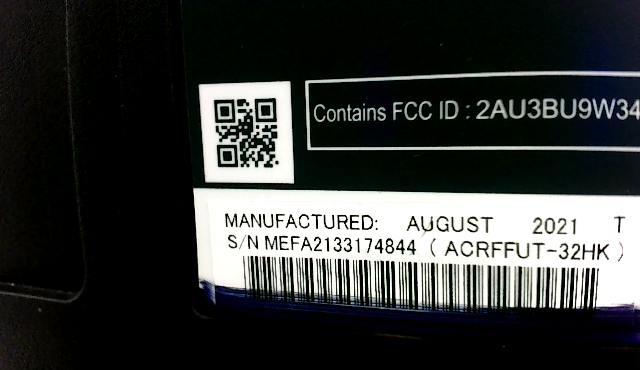 Contains FCC ID : 2AU3BU9W34
MANUFACTURED: AUGUST 2021 T
S/N MEFA2133174844 ( ACRFFUT-32HK )